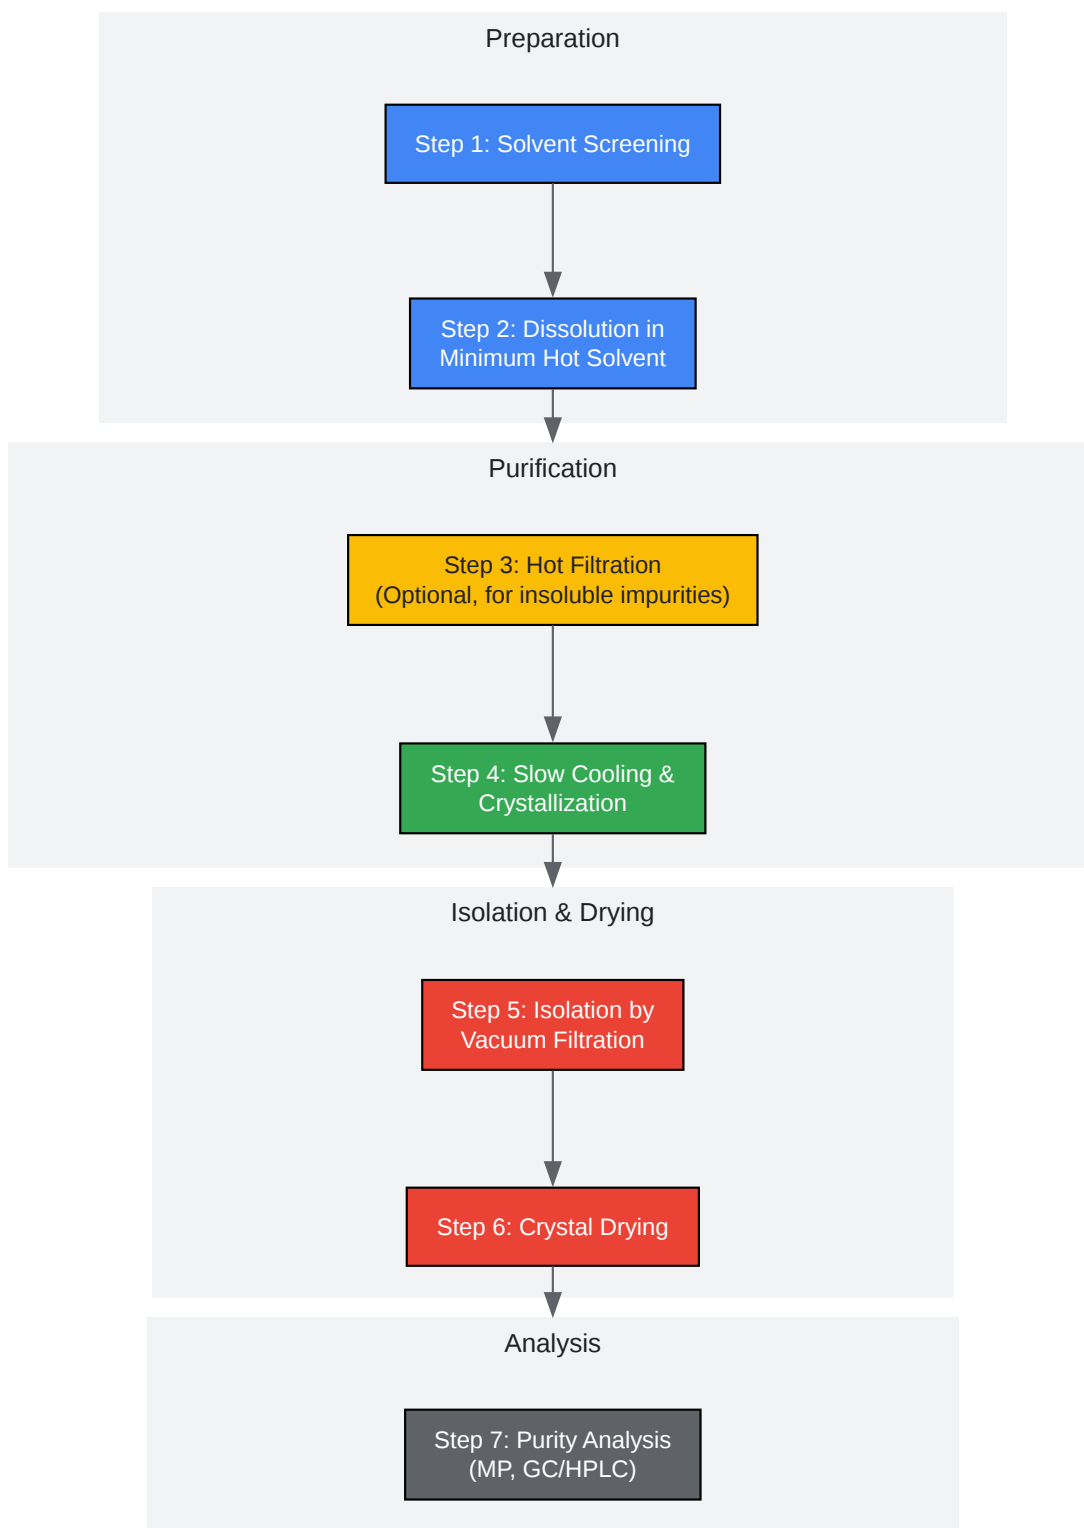 Preparation
Step 1: Solvent Screening
Step 2: Dissolution in
Minimum Hot Solvent
Purification
Step 3: Hot Filtration
(Optional, for insoluble impurities)
Step 4: Slow Cooling &
Crystallization
Isolation & Drying
Step 5: Isolation by
Vacuum Filtration
Step 6: Crystal Drying
Analysis
Step 7: Purity Analysis
(MP, GC/HPLC)